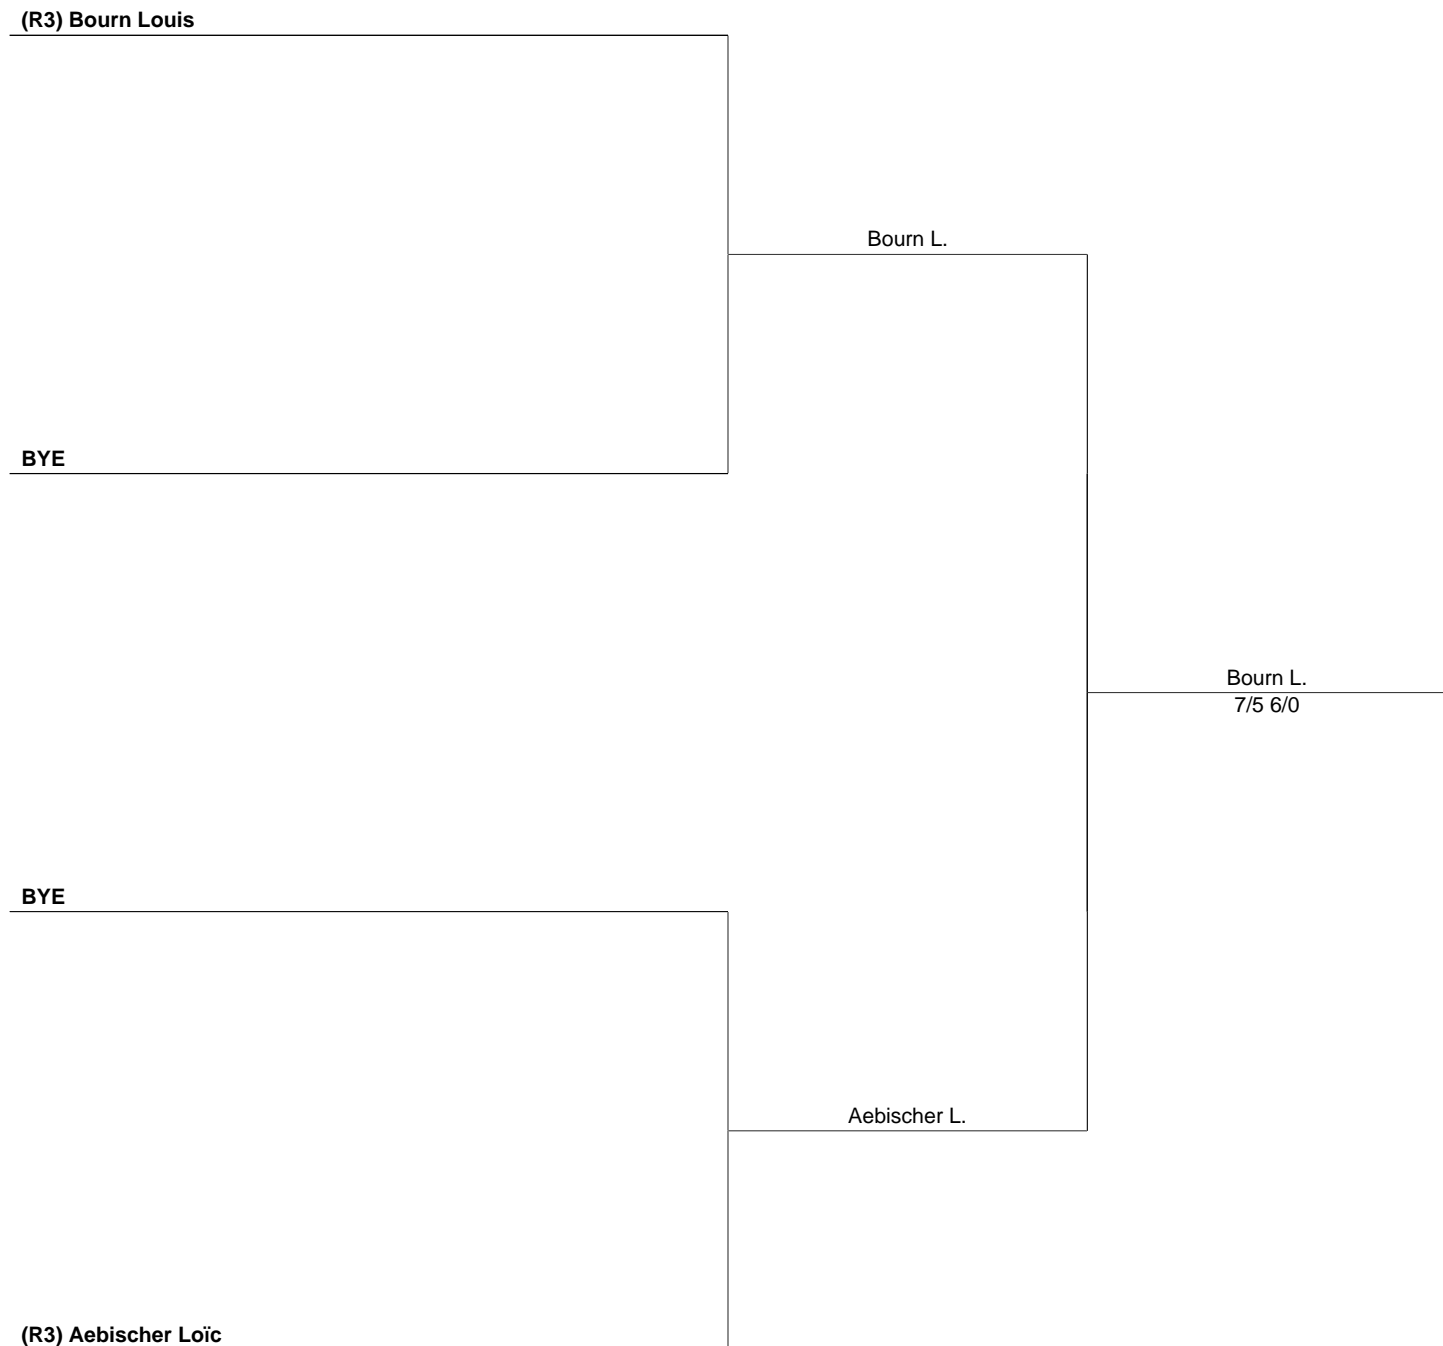 (R3) Bourn Louis
Bourn L.
BYE
Bourn L.
7/5 6/0
BYE
Aebischer L.
(R3) Aebischer Loïc